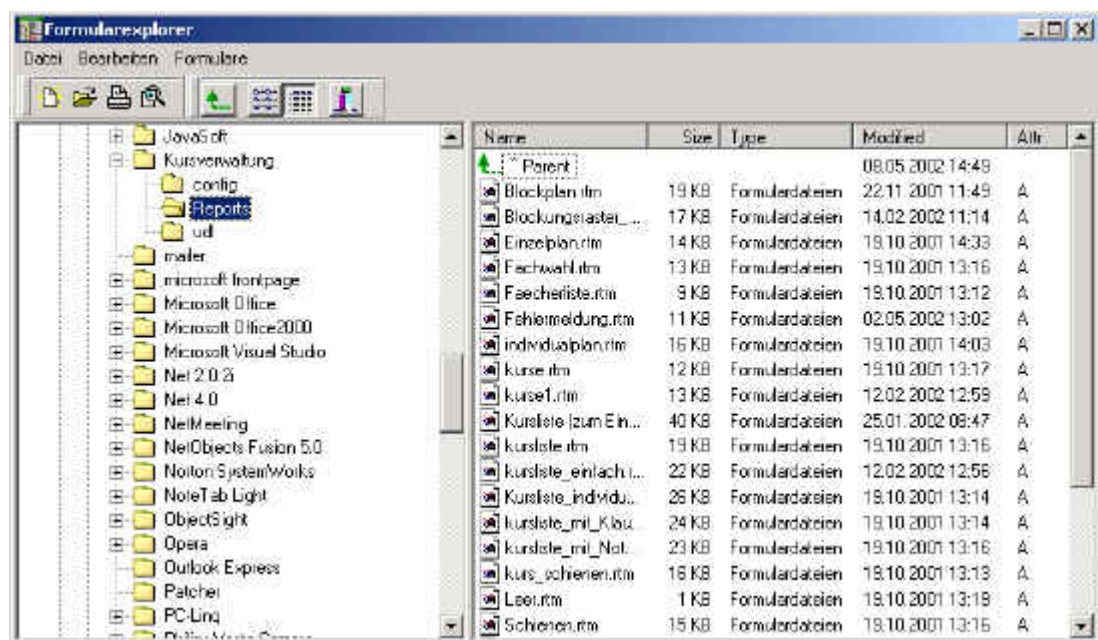 Formularexplorer
Datei Bearbeiten Formulare
JavaSoft
Kursverwaltung
config
Reports
ud
mailer
microsoft frontpage
Microsoft Office
Microsoft Office2000
Microsoft Visual Studio
Net 2.0.2i
Net 4.0
NetMeeting
NetObjects Fusion 5.0
Norton SystemWorks
NoteTab Light
ObjectSight
Opera
Outlook Express
Patcher
PC-Linq
Name Size Type Modified Attr
Parent 08.05.2002 14:49
Blockplan.rtm 19 KB Formulardateien 22.11.2001 11:49 A
Blockungsraster_... 17 KB Formulardateien 14.02.2002 11:14 A
Einzelplan.rtm 14 KB Formulardateien 19.10.2001 14:33 A
Fachwahl.rtm 13 KB Formulardateien 19.10.2001 13:16 A
Faecherliste.rtm 9 KB Formulardateien 19.10.2001 13:12 A
Fehlermeldung.rtm 11 KB Formulardateien 02.05.2002 13:02 A
individualplan.rtm 16 KB Formulardateien 19.10.2001 14:03 A
kurse.rtm 12 KB Formulardateien 19.10.2001 13:17 A
kurse1.rtm 13 KB Formulardateien 12.02.2002 12:59 A
Kursliste (zum Ein... 40 KB Formulardateien 25.01.2002 08:47 A
kursliste.rtm 19 KB Formulardateien 19.10.2001 13:16 A
kursliste_einfach.r... 22 KB Formulardateien 12.02.2002 12:56 A
Kursliste_individu... 26 KB Formulardateien 19.10.2001 13:14 A
kursliste_mit_Klau... 24 KB Formulardateien 19.10.2001 13:14 A
kursliste_mit_Not... 23 KB Formulardateien 19.10.2001 13:16 A
kurs_schienen.rtm 16 KB Formulardateien 19.10.2001 13:13 A
Leer.rtm 1 KB Formulardateien 19.10.2001 13:19 A
Schienen.rtm 15 KB Formulardateien 19.10.2001 13:16 A